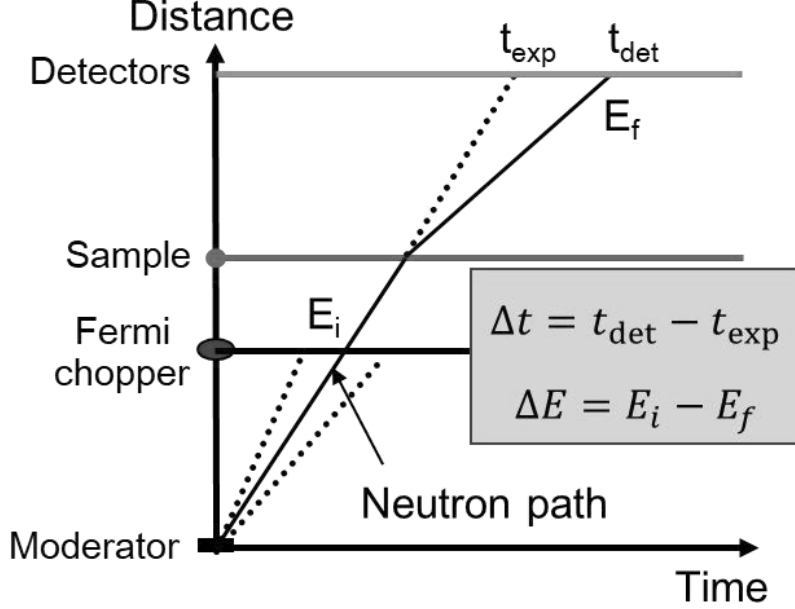 Distance
t_exp
t_det
Detectors
E_f
Sample
E_i
Fermi
chopper
Δt = t_det − t_exp
ΔE = E_i − E_f
Neutron path
Moderator
Time